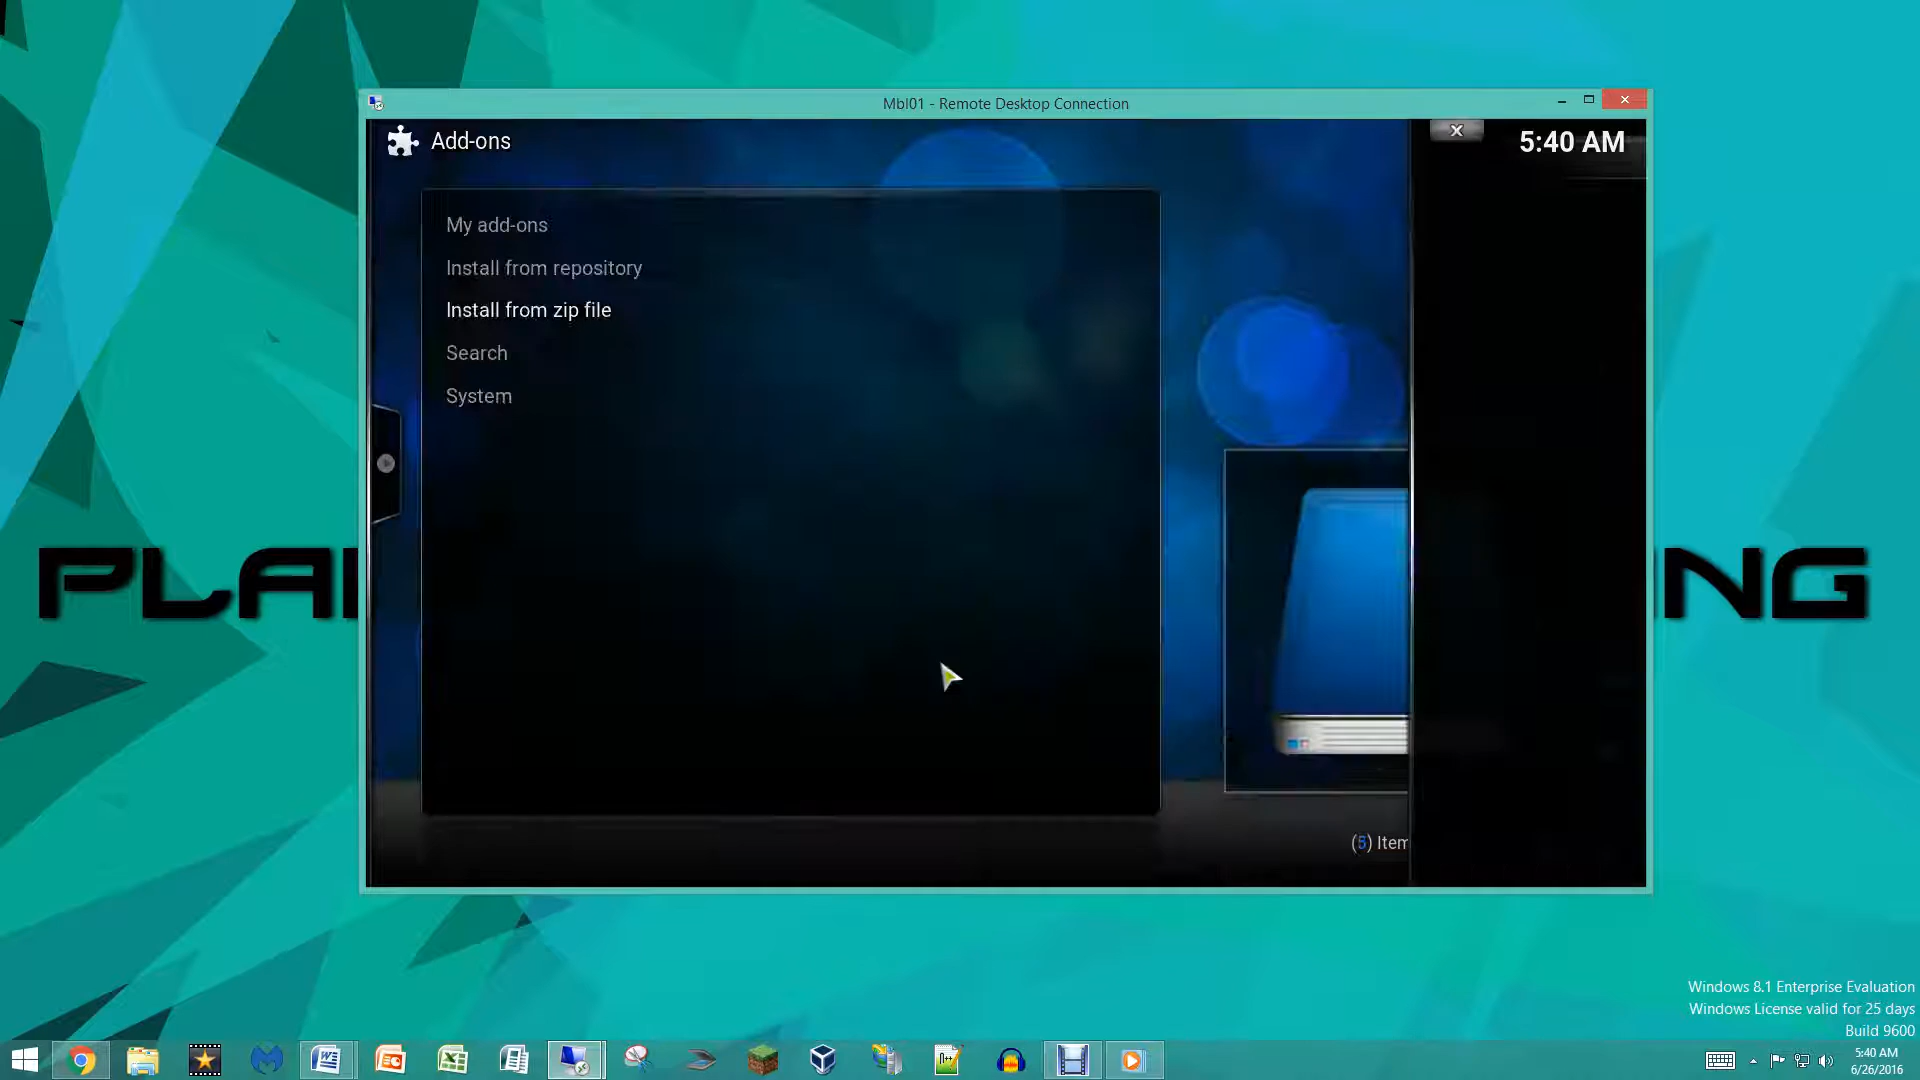 Mbl01 - Remote Desktop Connection
Add-ons
5:40 AM
My add-ons
Install from repository
Install from zip file
Search
System
PLA
NG
(5) Item
Windows 8.1 Enterprise Evaluation
Windows License valid for 25 days
Build 9600
5:40 AM
6/26/2016